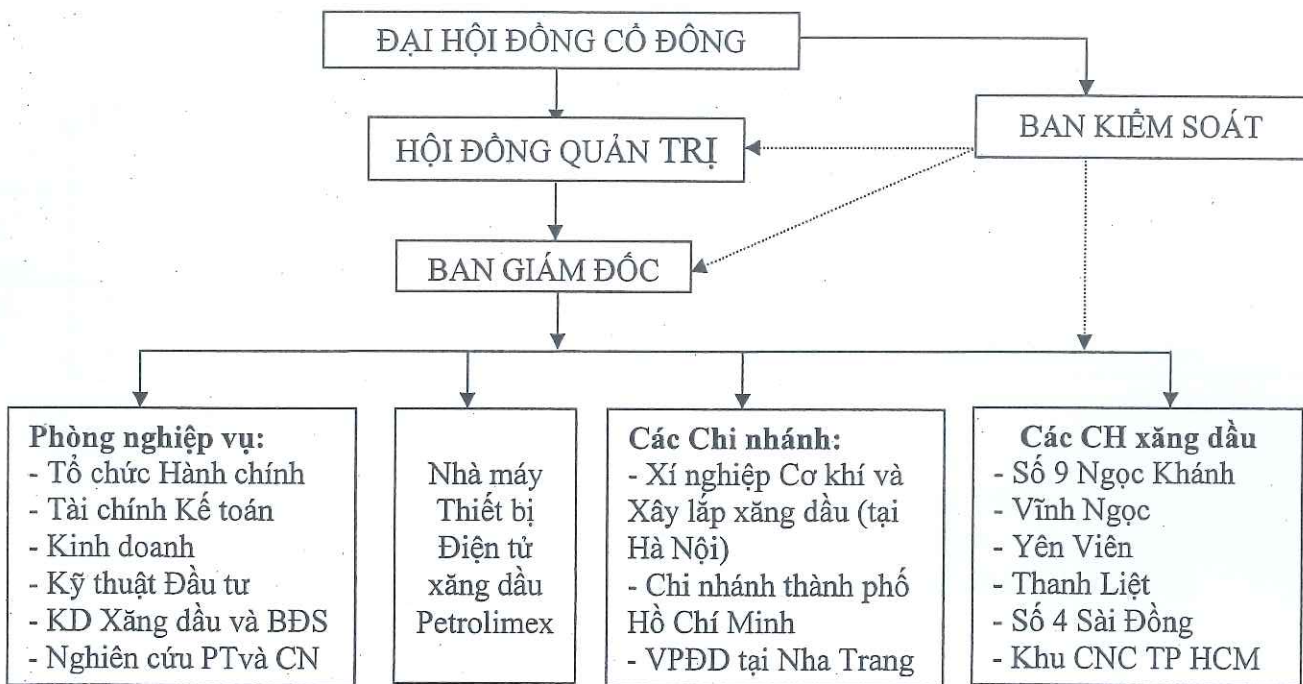 ĐẠI HỘI ĐỒNG CỔ ĐÔNG
BAN KIỂM SOÁT
HỘI ĐỒNG QUẢN TRỊ
BAN GIÁM ĐỐC
Phòng nghiệp vụ:
- Tổ chức Hành chính
- Tài chính Kế toán
- Kinh doanh
- Kỹ thuật Đầu tư
- KD Xăng dầu và BĐS
- Nghiên cứu PTvà CN
Nhà máy
Thiết bị
Điện tử
xăng dầu
Petrolimex
Các Chi nhánh:
- Xí nghiệp Cơ khí và
Xây lắp xăng dầu (tại
Hà Nội)
- Chi nhánh thành phố
Hồ Chí Minh
- VPĐD tại Nha Trang
Các CH xăng dầu
- Số 9 Ngọc Khánh
- Vĩnh Ngọc
- Yên Viên
- Thanh Liệt
- Số 4 Sài Đồng
- Khu CNC TP HCM